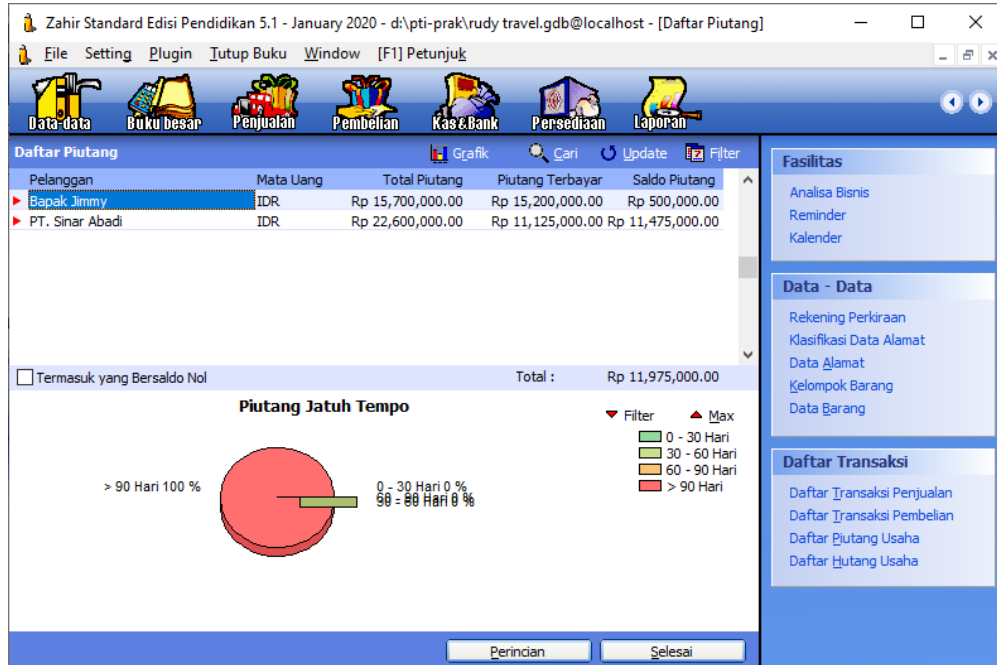 Zahir Standard Edisi Pendidikan 5.1 - January 2020 - d:\pti-prak\rudy travel.gdb@localhost - [Daftar Piutang]
File Setting Plugin Tutup Buku Window [F1] Petunjuk
Data-data Buku besar Penjualan Pembelian Kas&Bank Persediaan Laporan
Daftar Piutang Grafik Cari Update Filter
Pelanggan Mata Uang Total Piutang Piutang Terbayar Saldo Piutang
Bapak Jimmy IDR Rp 15,700,000.00 Rp 15,200,000.00 Rp 500,000.00
PT. Sinar Abadi IDR Rp 22,600,000.00 Rp 11,125,000.00 Rp 11,475,000.00
Termasuk yang Bersaldo Nol Total : Rp 11,975,000.00
Piutang Jatuh Tempo
Filter Max
0 - 30 Hari
30 - 60 Hari
60 - 90 Hari
> 90 Hari
> 90 Hari 100 %
0 - 30 Hari 0 %
Perincian Selesai
Fasilitas
Analisa Bisnis
Reminder
Kalender
Data - Data
Rekening Perkiraan
Klasifikasi Data Alamat
Data Alamat
Kelompok Barang
Data Barang
Daftar Transaksi
Daftar Transaksi Penjualan
Daftar Transaksi Pembelian
Daftar Piutang Usaha
Daftar Hutang Usaha